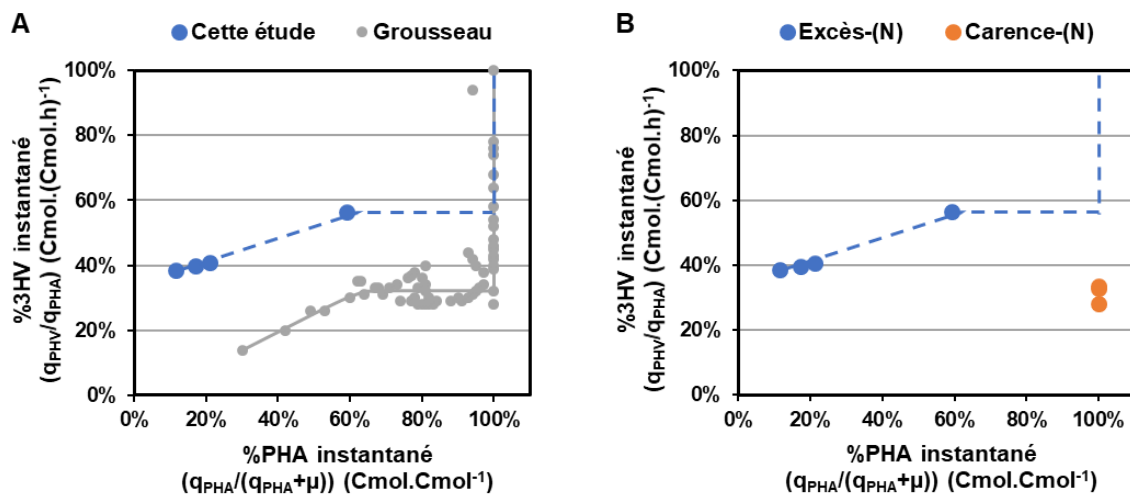 A
Cette étude
Grousseau
100%
80%
60%
40%
20%
0%
%3HV instantané
(qPHV/qPHA) (Cmol.(Cmol.h)-1)
0%
20%
40%
60%
80%
100%
%PHA instantané
(qPHA/(qPHA+µ)) (Cmol.Cmol-1)
B
Excès-(N)
Carence-(N)
100%
80%
60%
40%
20%
0%
%3HV instantané
(qPHV/qPHA) (Cmol.(Cmol.h)-1)
0%
20%
40%
60%
80%
100%
%PHA instantané
(qPHA/(qPHA+µ)) (Cmol.Cmol-1)